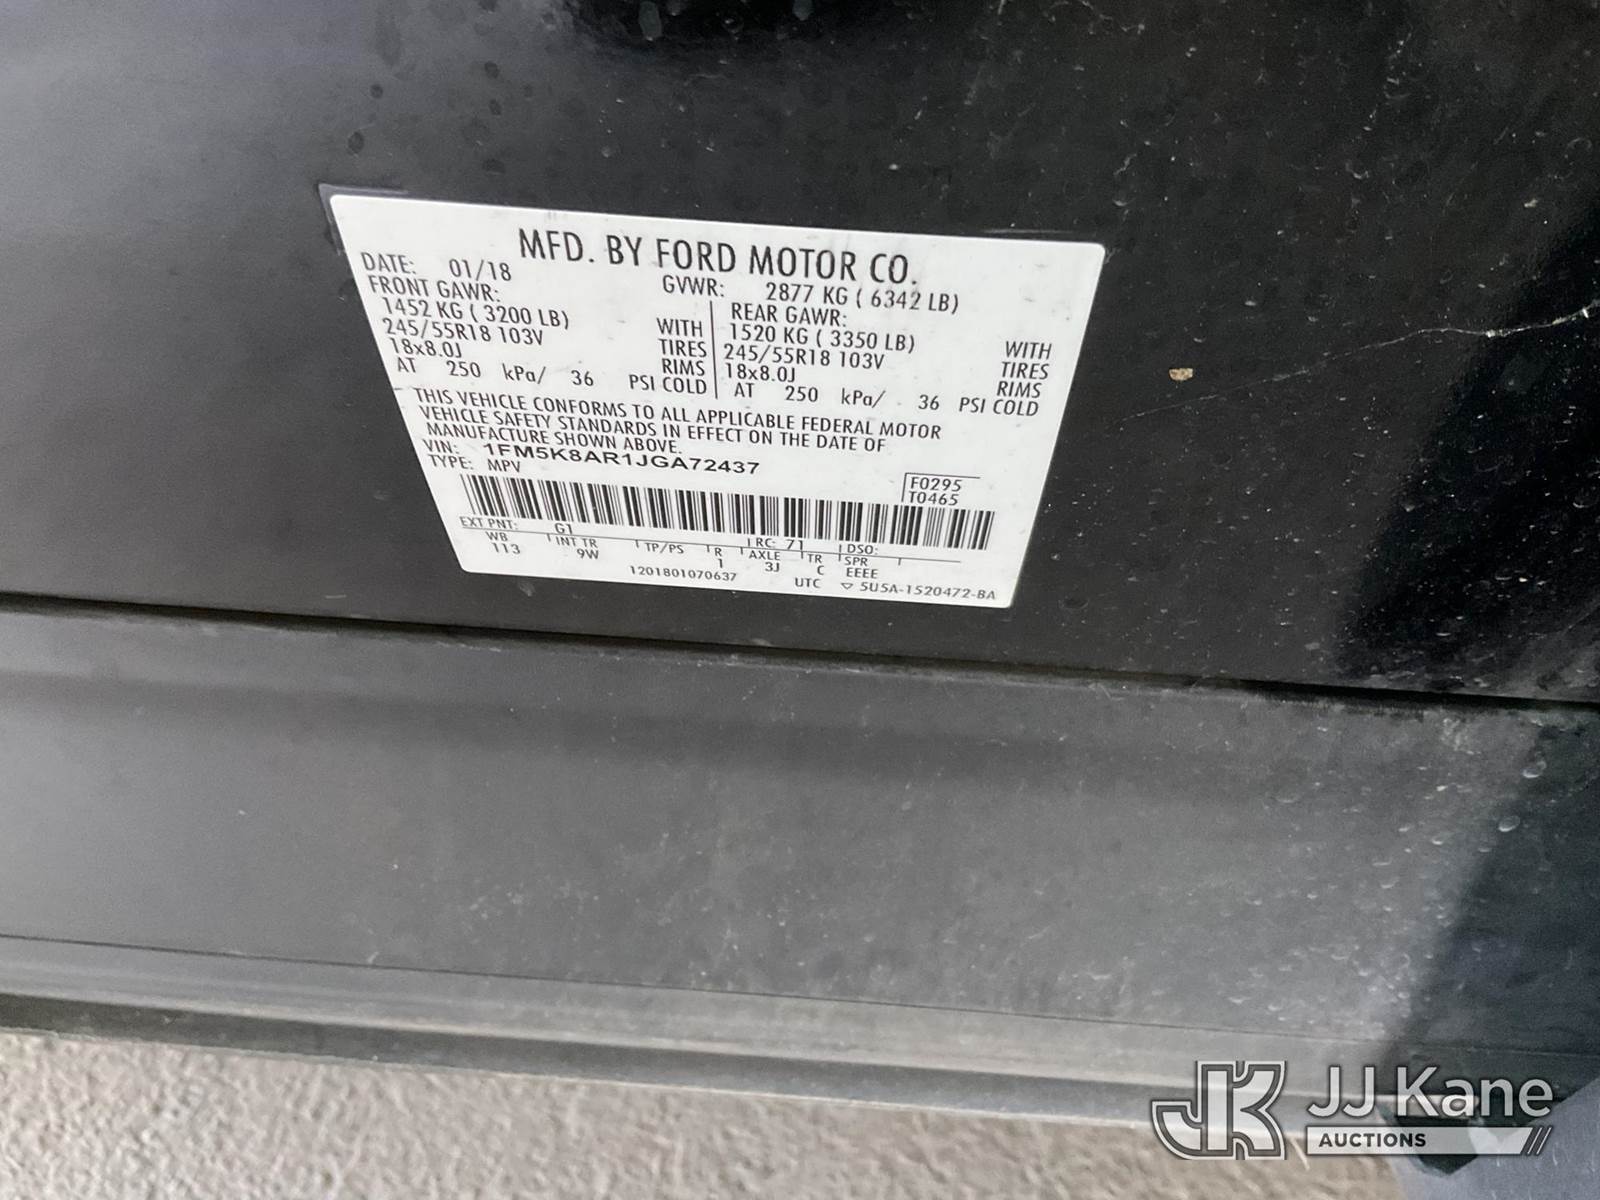 MFD. BY FORD MOTOR CO.
DATE: 01/18
GVWR: 2877 KG ( 6342 LB)
FRONT GAWR:
1452 KG ( 3200 LB)
245/55R18 103V
18x8.0J
AT 250 kPa/ 36 PSI COLD
WITH
TIRES
RIMS
REAR GAWR:
1520 KG ( 3350 LB)
245/55R18 103V
18x8.0J
AT 250 kPa/ 36 PSI COLD
WITH
TIRES
RIMS
THIS VEHICLE CONFORMS TO ALL APPLICABLE FEDERAL MOTOR
VEHICLE SAFETY STANDARDS IN EFFECT ON THE DATE OF
MANUFACTURE SHOWN ABOVE.
VIN: 1FM5K8AR1JGA72437
TYPE: MPV
F0295
T0465
EXT PNT: G1 RC: 71 DSO:
WB INT TR TP/PS R AXLE TR SPR
113 9W 1 3J C EEEE
1201801070637 UTC ▽ 5U5A-1520472-BA
JK JJ Kane
AUCTIONS